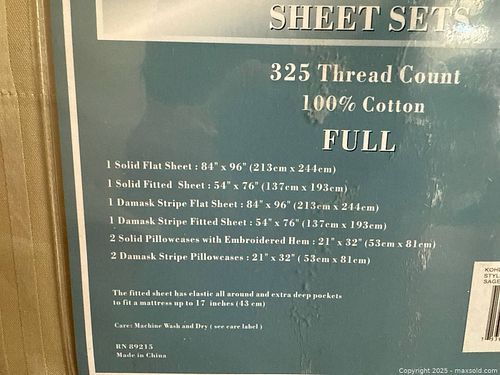 SHEET SETS
325 Thread Count
100% Cotton
FULL
1 Solid Flat Sheet : 84" x 96" (213cm x 244cm)
1 Solid Fitted Sheet : 54" x 76" (137cm x 193cm)
1 Damask Stripe Flat Sheet : 84" x 96" (213cm x 244cm)
1 Damask Stripe Fitted Sheet : 54" x 76" (137cm x 193cm)
2 Solid Pillowcases with Embroidered Hem : 21" x 32" (53cm x 81cm)
2 Damask Stripe Pillowcases : 21" x 32" ( 53cm x 81cm)
The fitted sheet has elastic all around and extra deep pockets
to fit a mattress up to 17 inches (43 cm)
Care: Machine Wash and Dry ( see care label )
RN 89215
Made in China
KOHL
STYL
SAGE
Copyright 2025 - maxsold.com